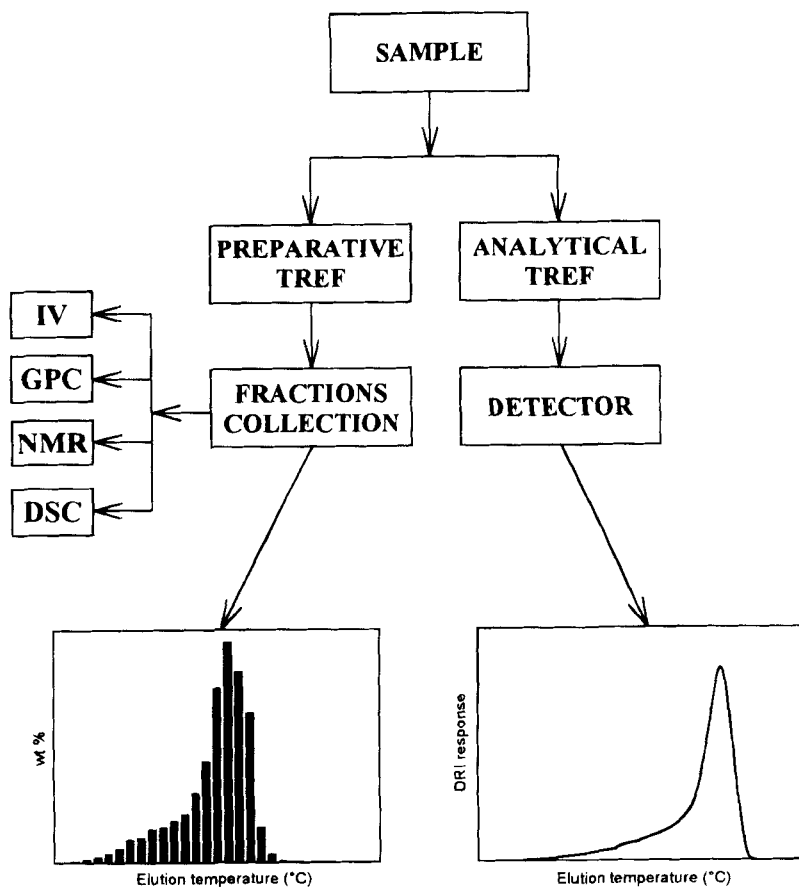 SAMPLE
PREPARATIVE
TREF
ANALYTICAL
TREF
IV
GPC
NMR
DSC
FRACTIONS
COLLECTION
DETECTOR
wt %
Elution temperature (°C)
DRI response
Elution temperature (°C)